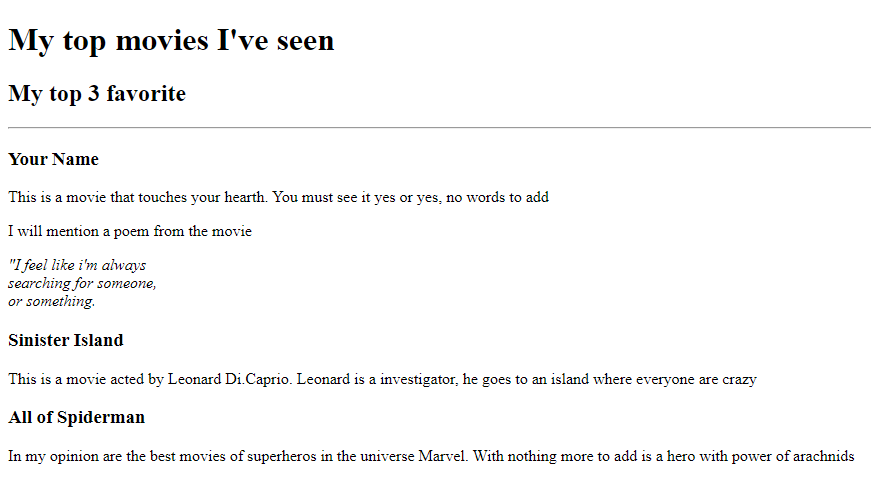 My top movies I've seen
My top 3 favorite
Your Name
This is a movie that touches your hearth. You must see it yes or yes, no words to add
I will mention a poem from the movie
"I feel like i'm always
searching for someone,
or something.
Sinister Island
This is a movie acted by Leonard Di.Caprio. Leonard is a investigator, he goes to an island where everyone are crazy
All of Spiderman
In my opinion are the best movies of superheros in the universe Marvel. With nothing more to add is a hero with power of arachnids